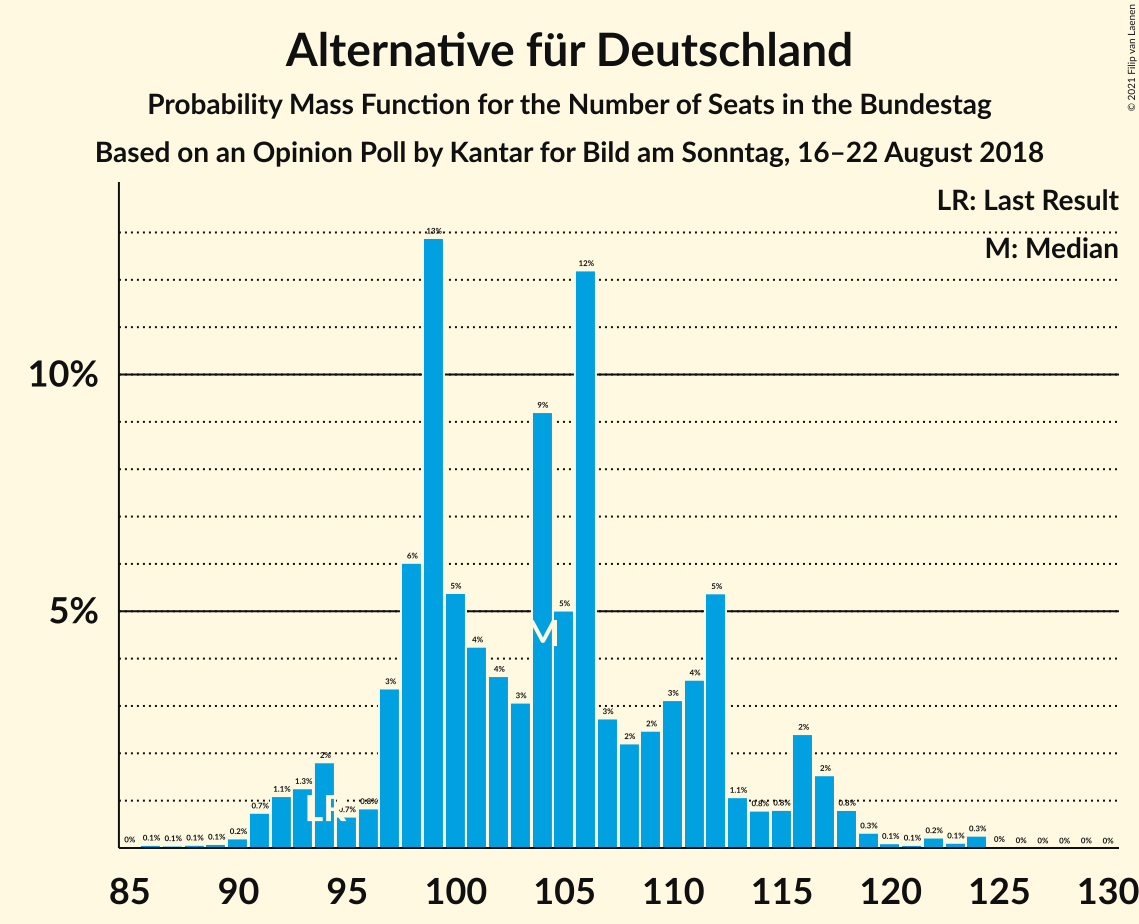 Alternative für Deutschland
Probability Mass Function for the Number of Seats in the Bundestag
Based on an Opinion Poll by Kantar for Bild am Sonntag, 16–22 August 2018
© 2021 Filip van Laenen
LR: Last Result
M: Median
10%
5%
0% 0.1% 0.1% 0.1% 0.1% 0.2% 0.7% 1.1% 1.3% 2% 0.7% 0.8% 3% 6% 13% 5% 4% 4% 3% 9% 5% 12% 3% 2% 2% 3% 4% 5% 1.1% 0.8% 0.8% 2% 2% 0.8% 0.3% 0.1% 0.1% 0.2% 0.1% 0.3% 0% 0% 0% 0% 0% 0%
M
LR
85 90 95 100 105 110 115 120 125 130